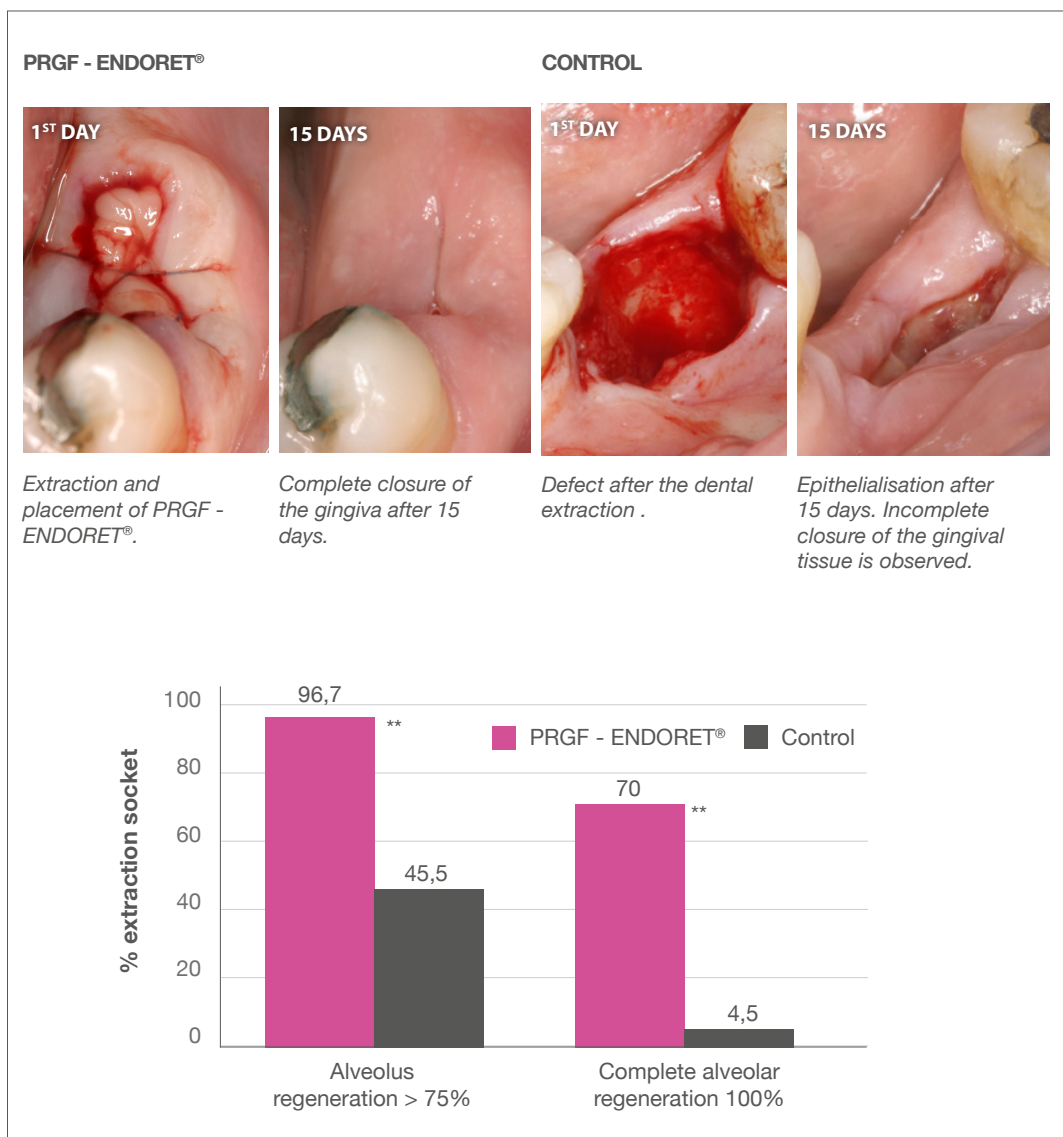 PRGF - ENDORET®
CONTROL
1ST DAY
15 DAYS
1ST DAY
15 DAYS
Extraction and
placement of PRGF -
ENDORET®.
Complete closure of
the gingiva after 15
days.
Defect after the dental
extraction .
Epithelialisation after
15 days. Incomplete
closure of the gingival
tissue is observed.
% extraction socket
100
80
60
40
20
0
96,7
**
45,5
PRGF - ENDORET®
Control
70
**
4,5
Alveolus
regeneration > 75%
Complete alveolar
regeneration 100%